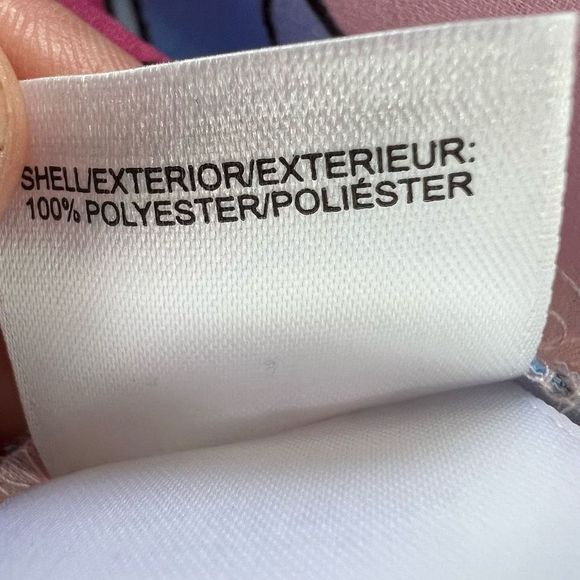 SHELL/EXTERIOR/EXTERIEUR:
100% POLYESTER/POLIÉSTER